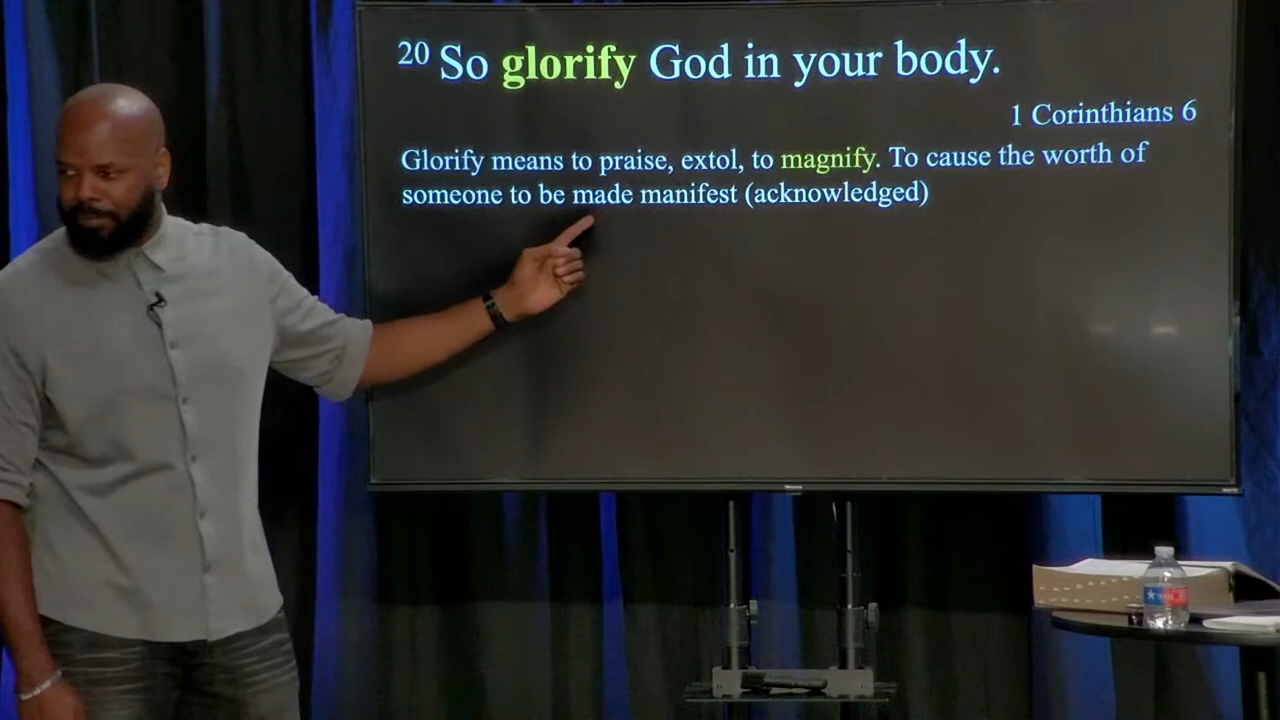 20 So glorify God in your body.
1 Corinthians 6
Glorify means to praise, extol, to magnify. To cause the worth of
someone to be made manifest (acknowledged)